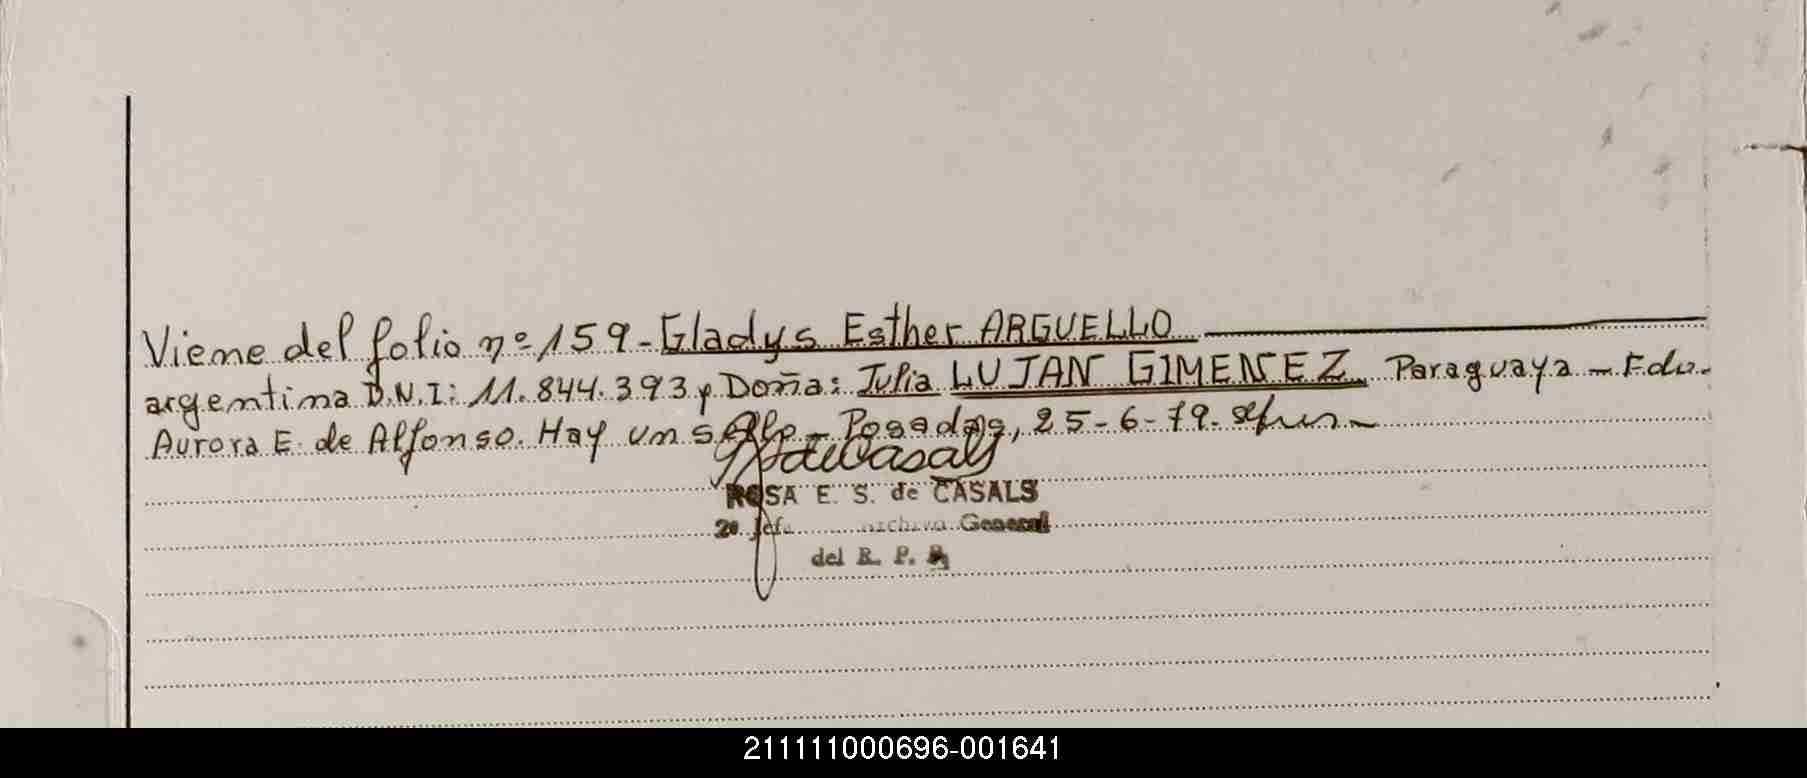 Viene del folio nº 159-Gladys Esther ARGUELLO
argentina D.N.I: 11.844.393 y Doña: Julia LUJAN GIMENEZ Paraguaya - Fdo.
Aurora E. de Alfonso. Hay un sello - Posadas, 25-6-79.
ROSA E. S. de CASALS
2º Jefe archivo General
del R. P.
211111000696-001641